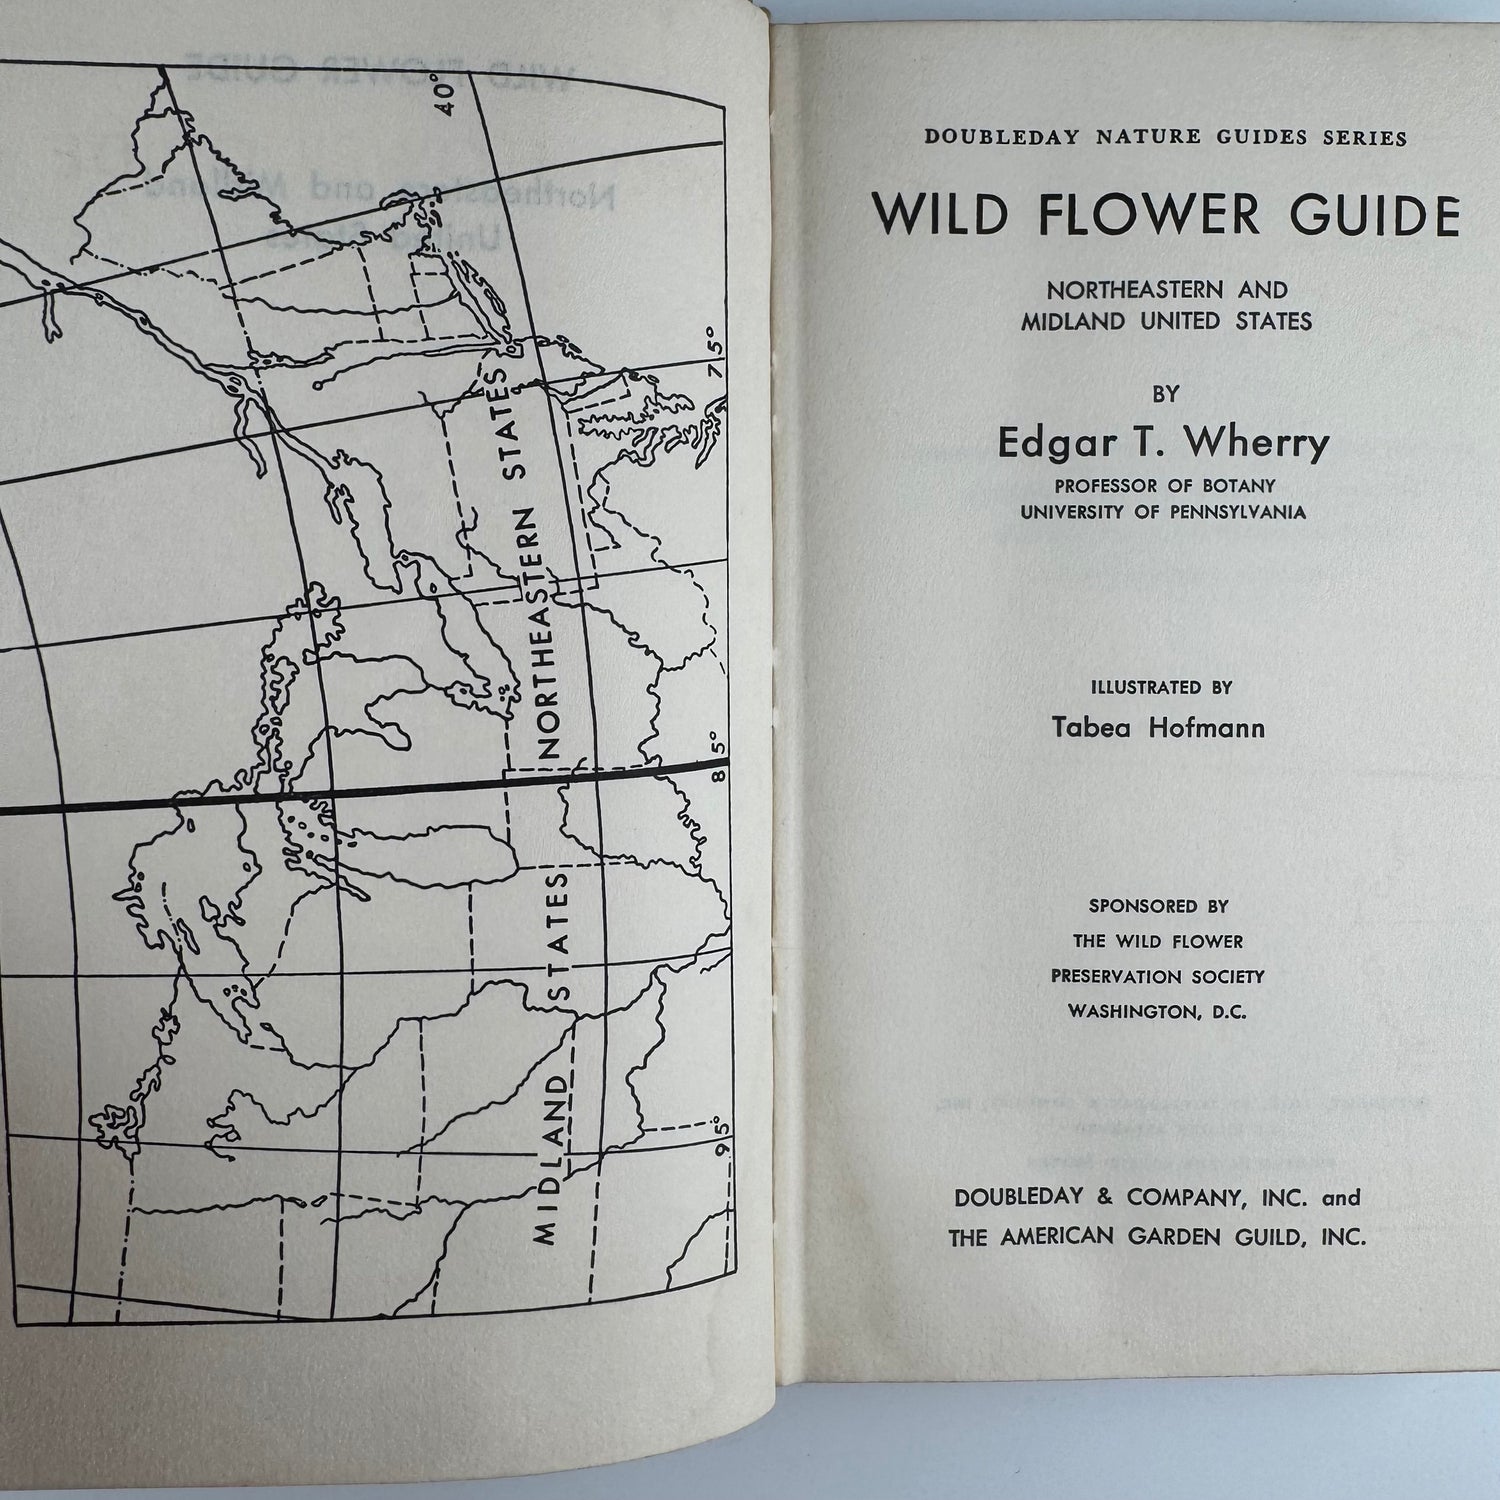 40°
75°
85°
95°
NORTHEASTERN STATES
MIDLAND STATES
DOUBLEDAY NATURE GUIDES SERIES
WILD FLOWER GUIDE
NORTHEASTERN AND
MIDLAND UNITED STATES
BY
Edgar T. Wherry
PROFESSOR OF BOTANY
UNIVERSITY OF PENNSYLVANIA
ILLUSTRATED BY
Tabea Hofmann
SPONSORED BY
THE WILD FLOWER
PRESERVATION SOCIETY
WASHINGTON, D.C.
DOUBLEDAY & COMPANY, INC. and
THE AMERICAN GARDEN GUILD, INC.